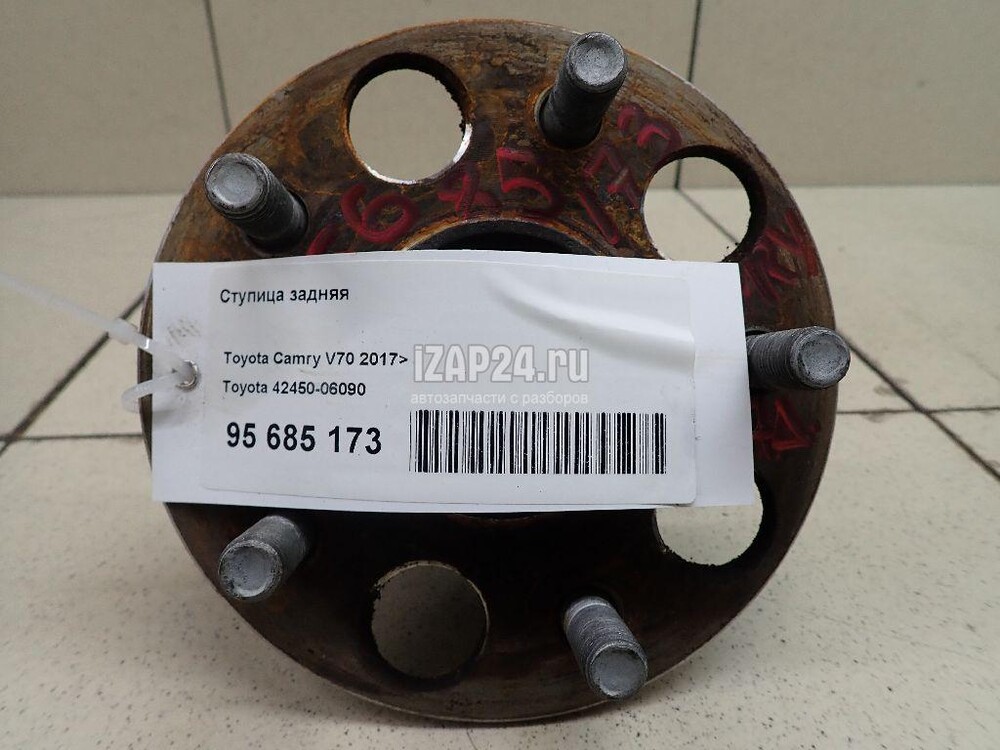 Ступица задняя
Toyota Camry V70 2017>
Toyota 42450-06090
95 685 173
iZAP24.ru
автозапчасти с разборов